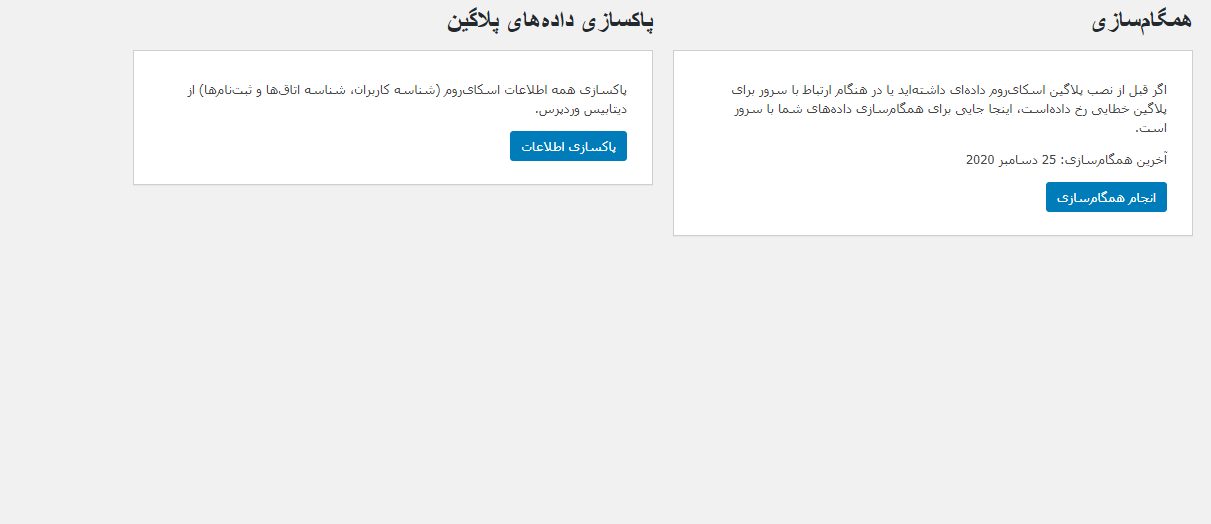 همگام‌سازی
اگر قبل از نصب پلاگین اسکای‌روم داده‌ای داشته‌اید یا در هنگام ارتباط با سرور برای
پلاگین خطایی رخ داده‌است، اینجا جایی برای همگام‌سازی داده‌های شما با سرور
است.
آخرین همگام‌سازی: 25 دسامبر 2020
انجام همگام‌سازی
پاکسازی داده‌های پلاگین
پاکسازی همه اطلاعات اسکای‌روم (شناسه کاربران، شناسه اتاق‌ها و ثبت‌نام‌ها) از
دیتابیس وردپرس.
پاکسازی اطلاعات